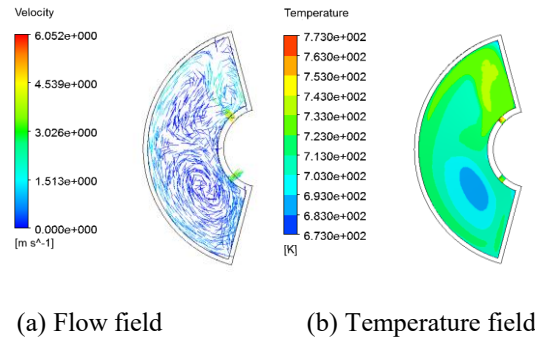 Velocity
6.052e+000
4.539e+000
3.026e+000
1.513e+000
0.000e+000
[m s^-1]
Temperature
7.730e+002
7.630e+002
7.530e+002
7.430e+002
7.330e+002
7.230e+002
7.130e+002
7.030e+002
6.930e+002
6.830e+002
6.730e+002
[K]
(a) Flow field
(b) Temperature field